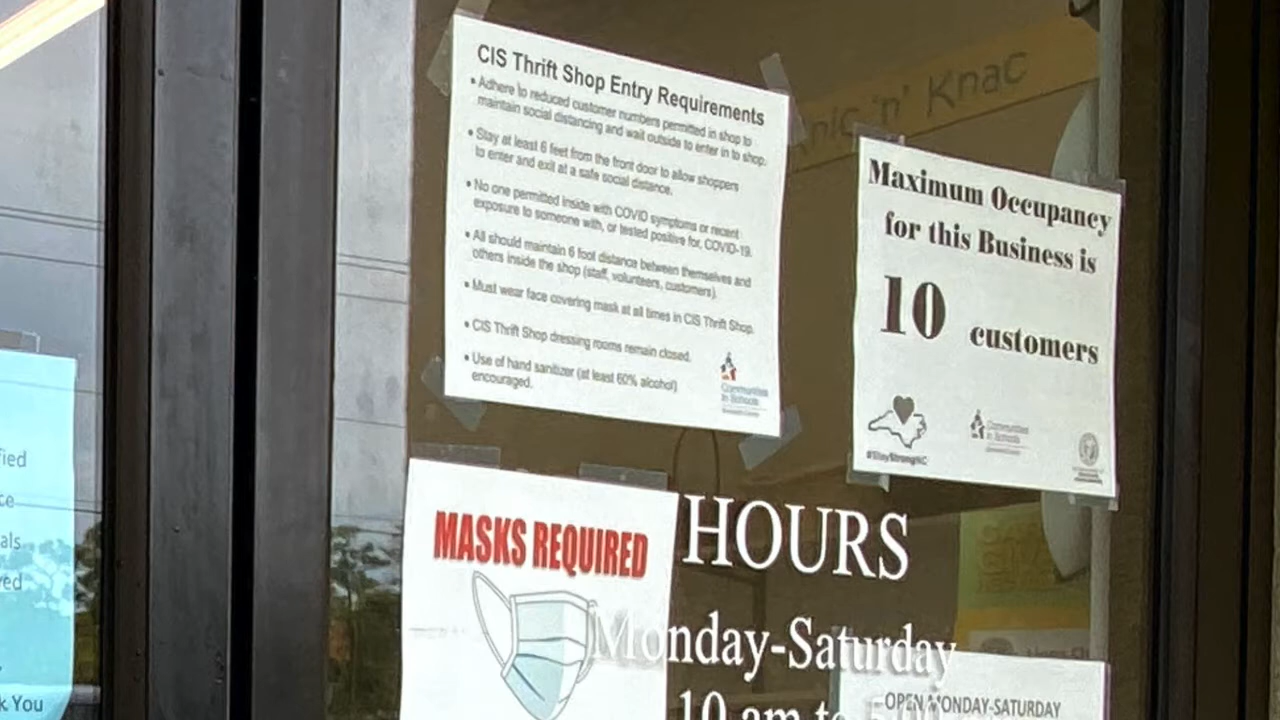 CIS Thrift Shop Entry Requirements
• Adhere to reduced customer numbers permitted in shop to
maintain social distancing and wait outside to enter in to shop.
• Stay at least 6 feet from the front door to allow shoppers
to enter and exit at a safe social distance.
• No one permitted inside with COVID symptoms or recent
exposure to someone with, or tested positive for, COVID-19.
• All should maintain 6 foot distance between themselves and
others inside the shop (staff, volunteers, customers).
• Must wear face covering mask at all times in CIS Thrift Shop.
• CIS Thrift Shop dressing rooms remain closed.
• Use of hand sanitizer (at least 60% alcohol)
encouraged.
Communities
In Schools
'n' Knac
Maximum Occupancy
for this Business is
10 customers
#StayStrongNC
Communities
In Schools
MASKS REQUIRED
HOURS
Monday-Saturday
10 am to
OPEN MONDAY-SATURDAY
fied
ce
als
ved
k You